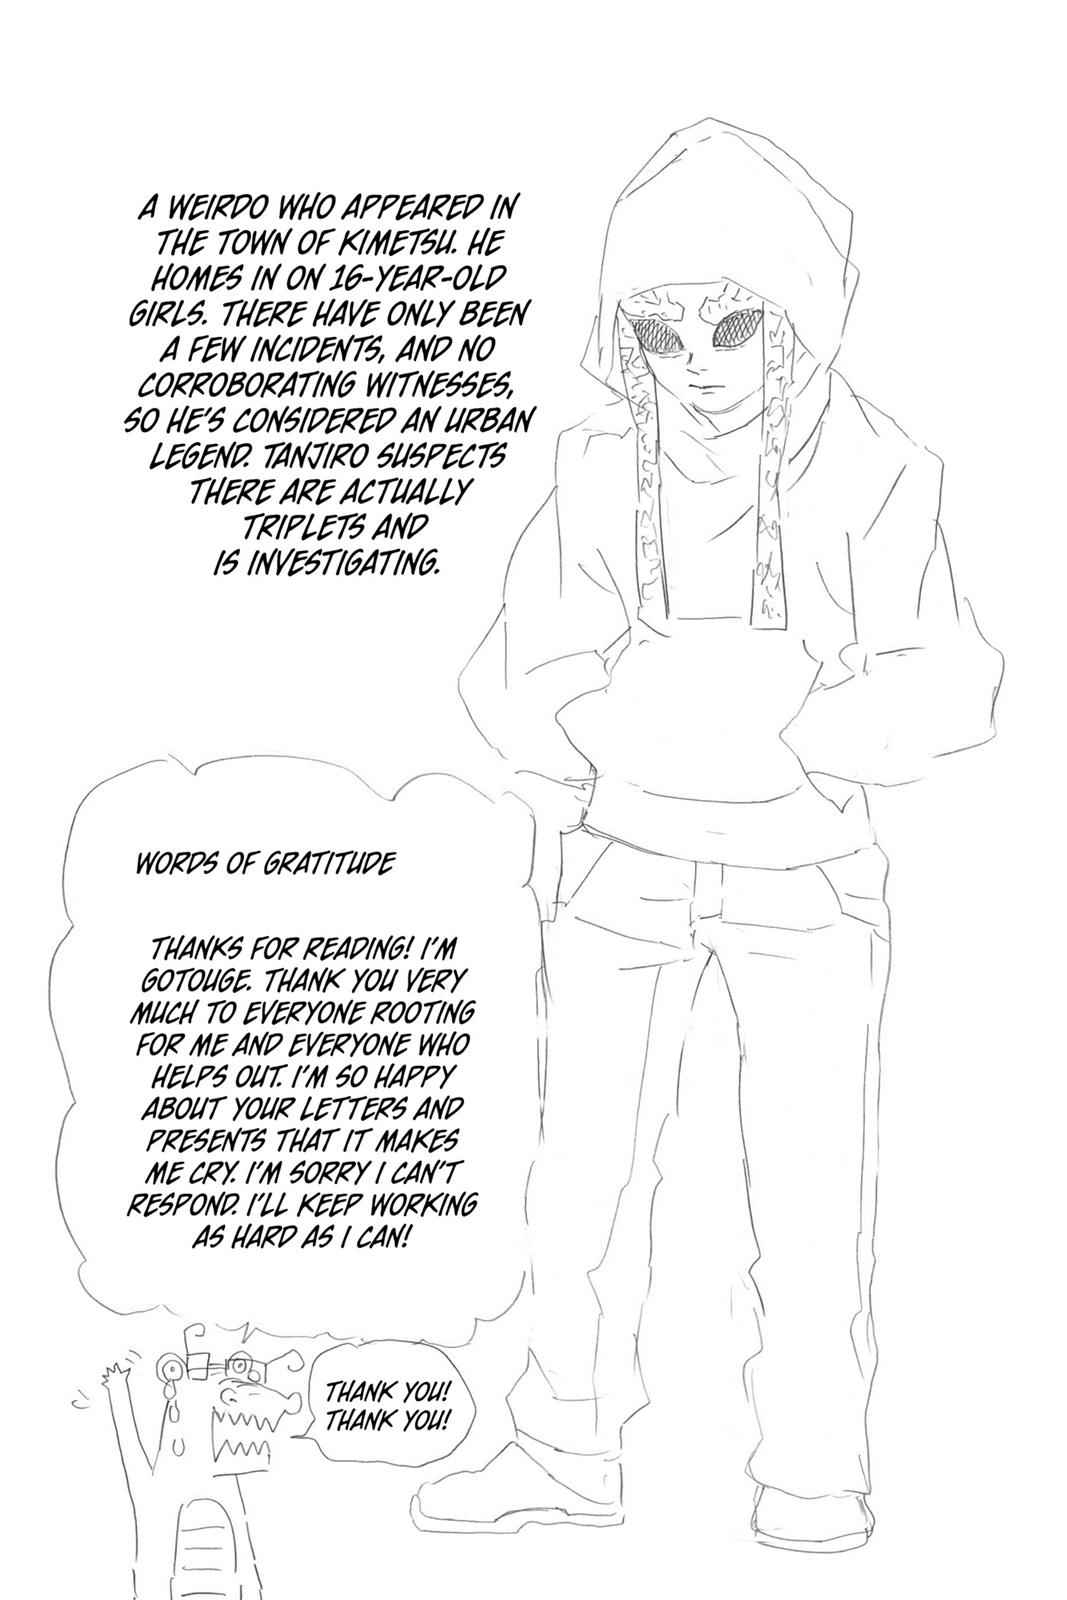 A WEIRDO WHO APPEARED IN
THE TOWN OF KIMETSU. HE
HOMES IN ON 16-YEAR-OLD
GIRLS. THERE HAVE ONLY BEEN
A FEW INCIDENTS, AND NO
CORROBORATING WITNESSES,
SO HE'S CONSIDERED AN URBAN
LEGEND. TANJIRO SUSPECTS
THERE ARE ACTUALLY
TRIPLETS AND
IS INVESTIGATING.
WORDS OF GRATITUDE
THANKS FOR READING! I'M
GOTOUGE. THANK YOU VERY
MUCH TO EVERYONE ROOTING
FOR ME AND EVERYONE WHO
HELPS OUT. I'M SO HAPPY
ABOUT YOUR LETTERS AND
PRESENTS THAT IT MAKES
ME CRY. I'M SORRY I CAN'T
RESPOND. I'LL KEEP WORKING
AS HARD AS I CAN!
THANK YOU!
THANK YOU!